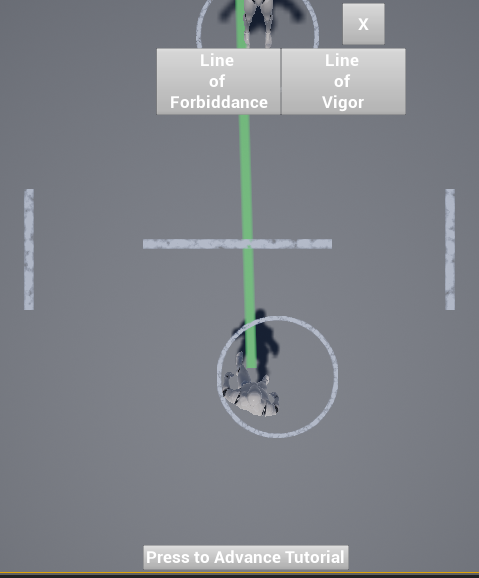 X
Line
of
Forbiddance
Line
of
Vigor
Press to Advance Tutorial